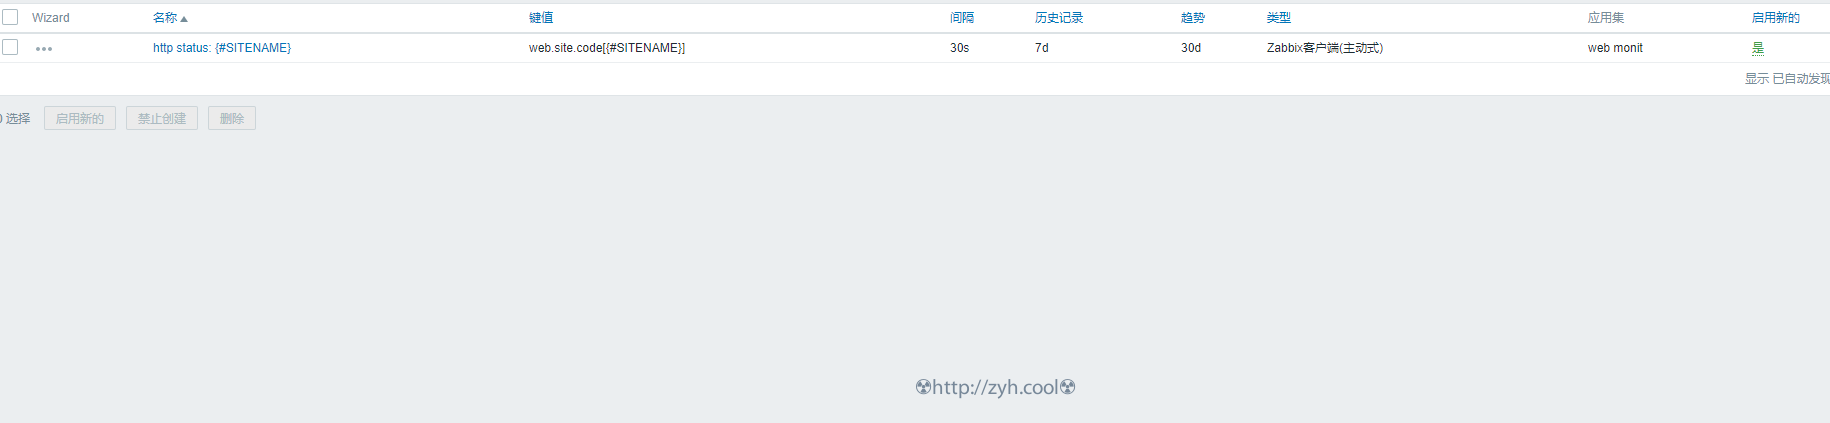 Wizard 名称 键值 间隔 历史记录 趋势 类型 应用集 启用新的
http status: {#SITENAME} web.site.code[{#SITENAME}] 30s 7d 30d Zabbix客户端(主动式) web monit 是
显示 已自动发现
0 选择 启用新的 禁止创建 删除
☢http://zyh.cool☢